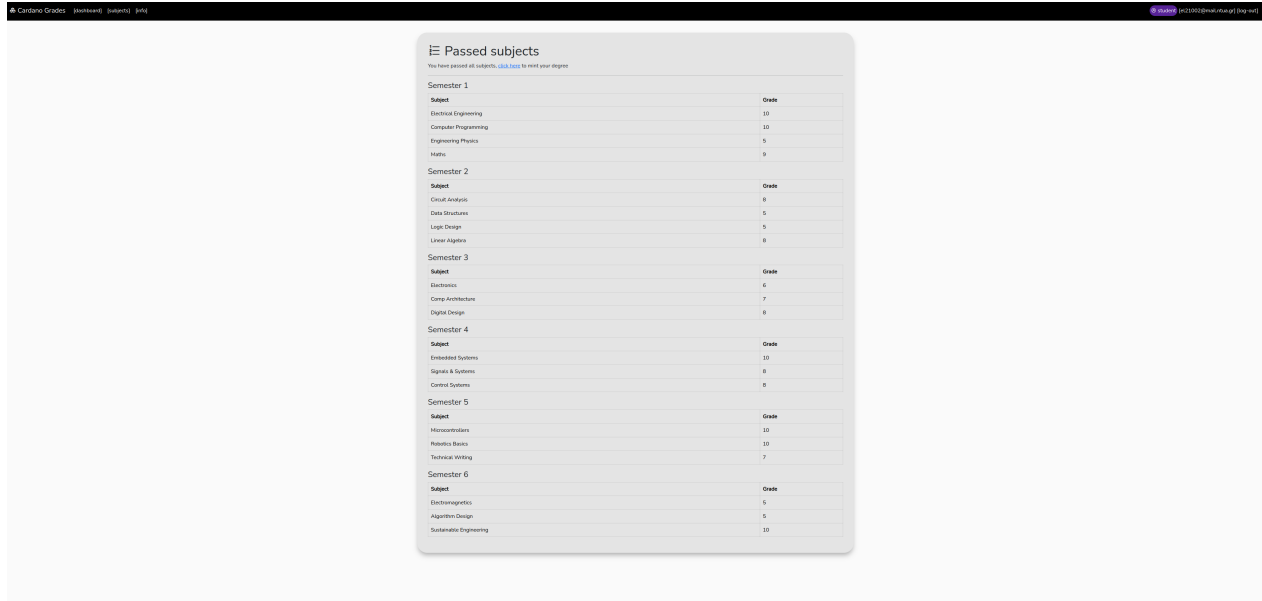 Cardano Grades [dashboard] [subjects] [info]
student [el21002@mail.ntua.gr] [log-out]
Passed subjects
You have passed all subjects, click here to mint your degree
Semester 1
Subject Grade
Electrical Engineering 10
Computer Programming 10
Engineering Physics 5
Maths 9
Semester 2
Subject Grade
Circuit Analysis 8
Data Structures 5
Logic Design 5
Linear Algebra 8
Semester 3
Subject Grade
Electronics 6
Comp Architecture 7
Digital Design 8
Semester 4
Subject Grade
Embedded Systems 10
Signals & Systems 8
Control Systems 8
Semester 5
Subject Grade
Microcontrollers 10
Robotics Basics 10
Technical Writing 7
Semester 6
Subject Grade
Electromagnetics 5
Algorithm Design 5
Sustainable Engineering 10